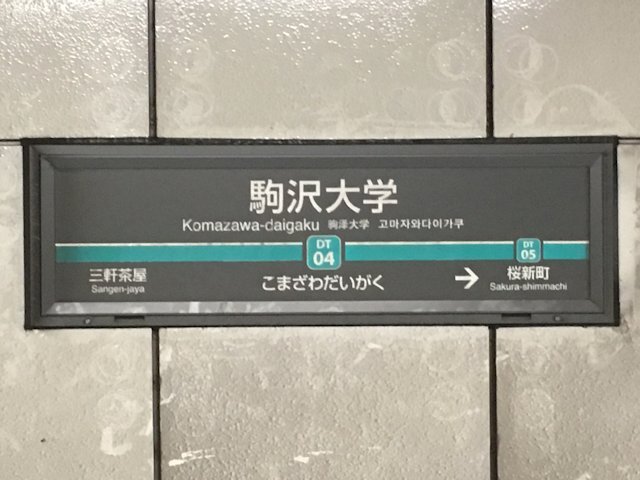 駒沢大学
Komazawa-daigaku 駒泽大学 고마자와다이가쿠
DT
04
DT
05
三軒茶屋
Sangen-jaya
こまざわだいがく
→ 桜新町
Sakura-shimmachi